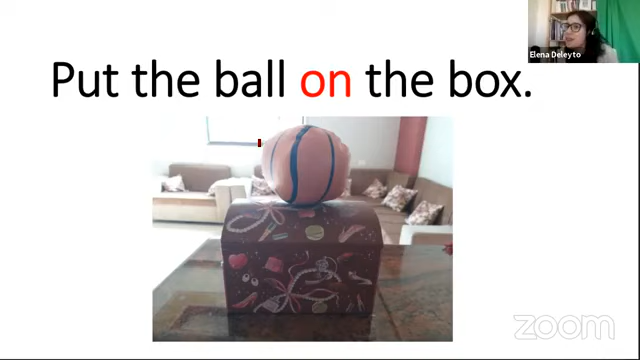 Elena Deleyto
Put the ball on the box.
zoom